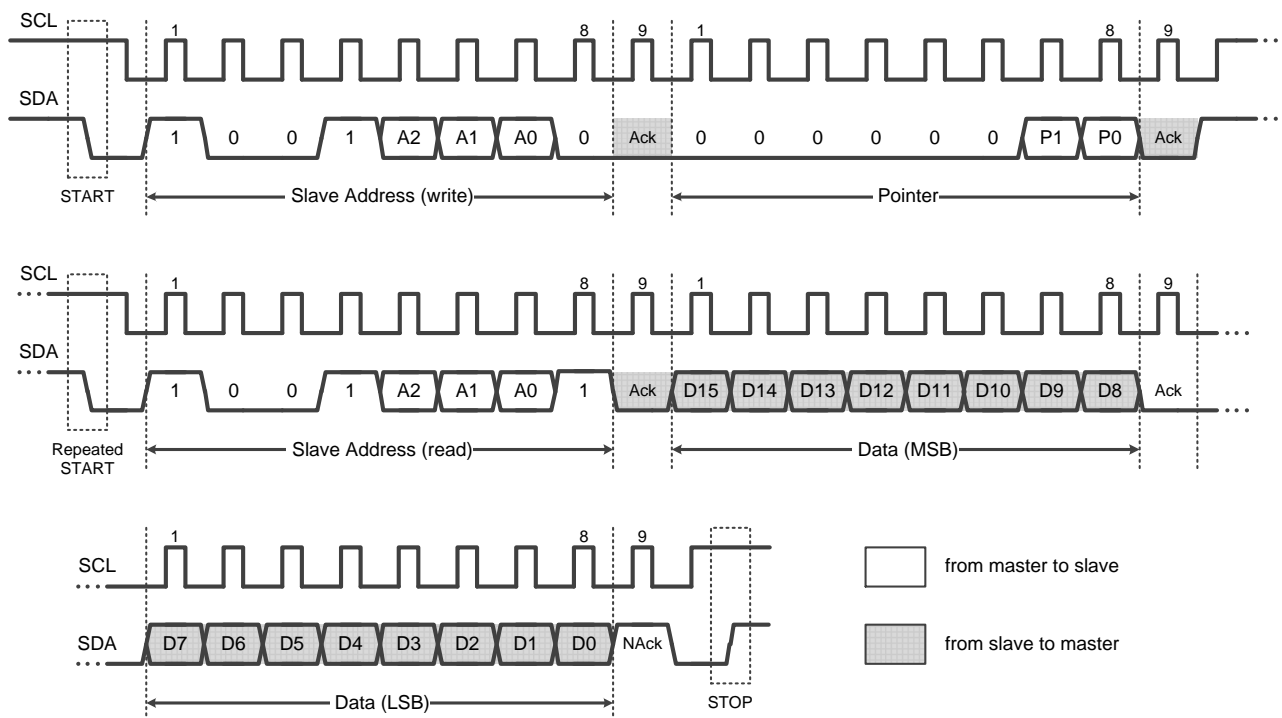 SCL
1 8 9 1 8 9
SDA
1 0 0 1 A2 A1 A0 0 Ack 0 0 0 0 0 0 P1 P0 Ack
START
Slave Address (write)
Pointer
SCL
1 8 9 1 8 9
SDA
1 0 0 1 A2 A1 A0 1 Ack D15 D14 D13 D12 D11 D10 D9 D8 Ack
Repeated
START
Slave Address (read)
Data (MSB)
1 8 9
SCL
from master to slave
SDA
D7 D6 D5 D4 D3 D2 D1 D0 NAck
from slave to master
Data (LSB)
STOP